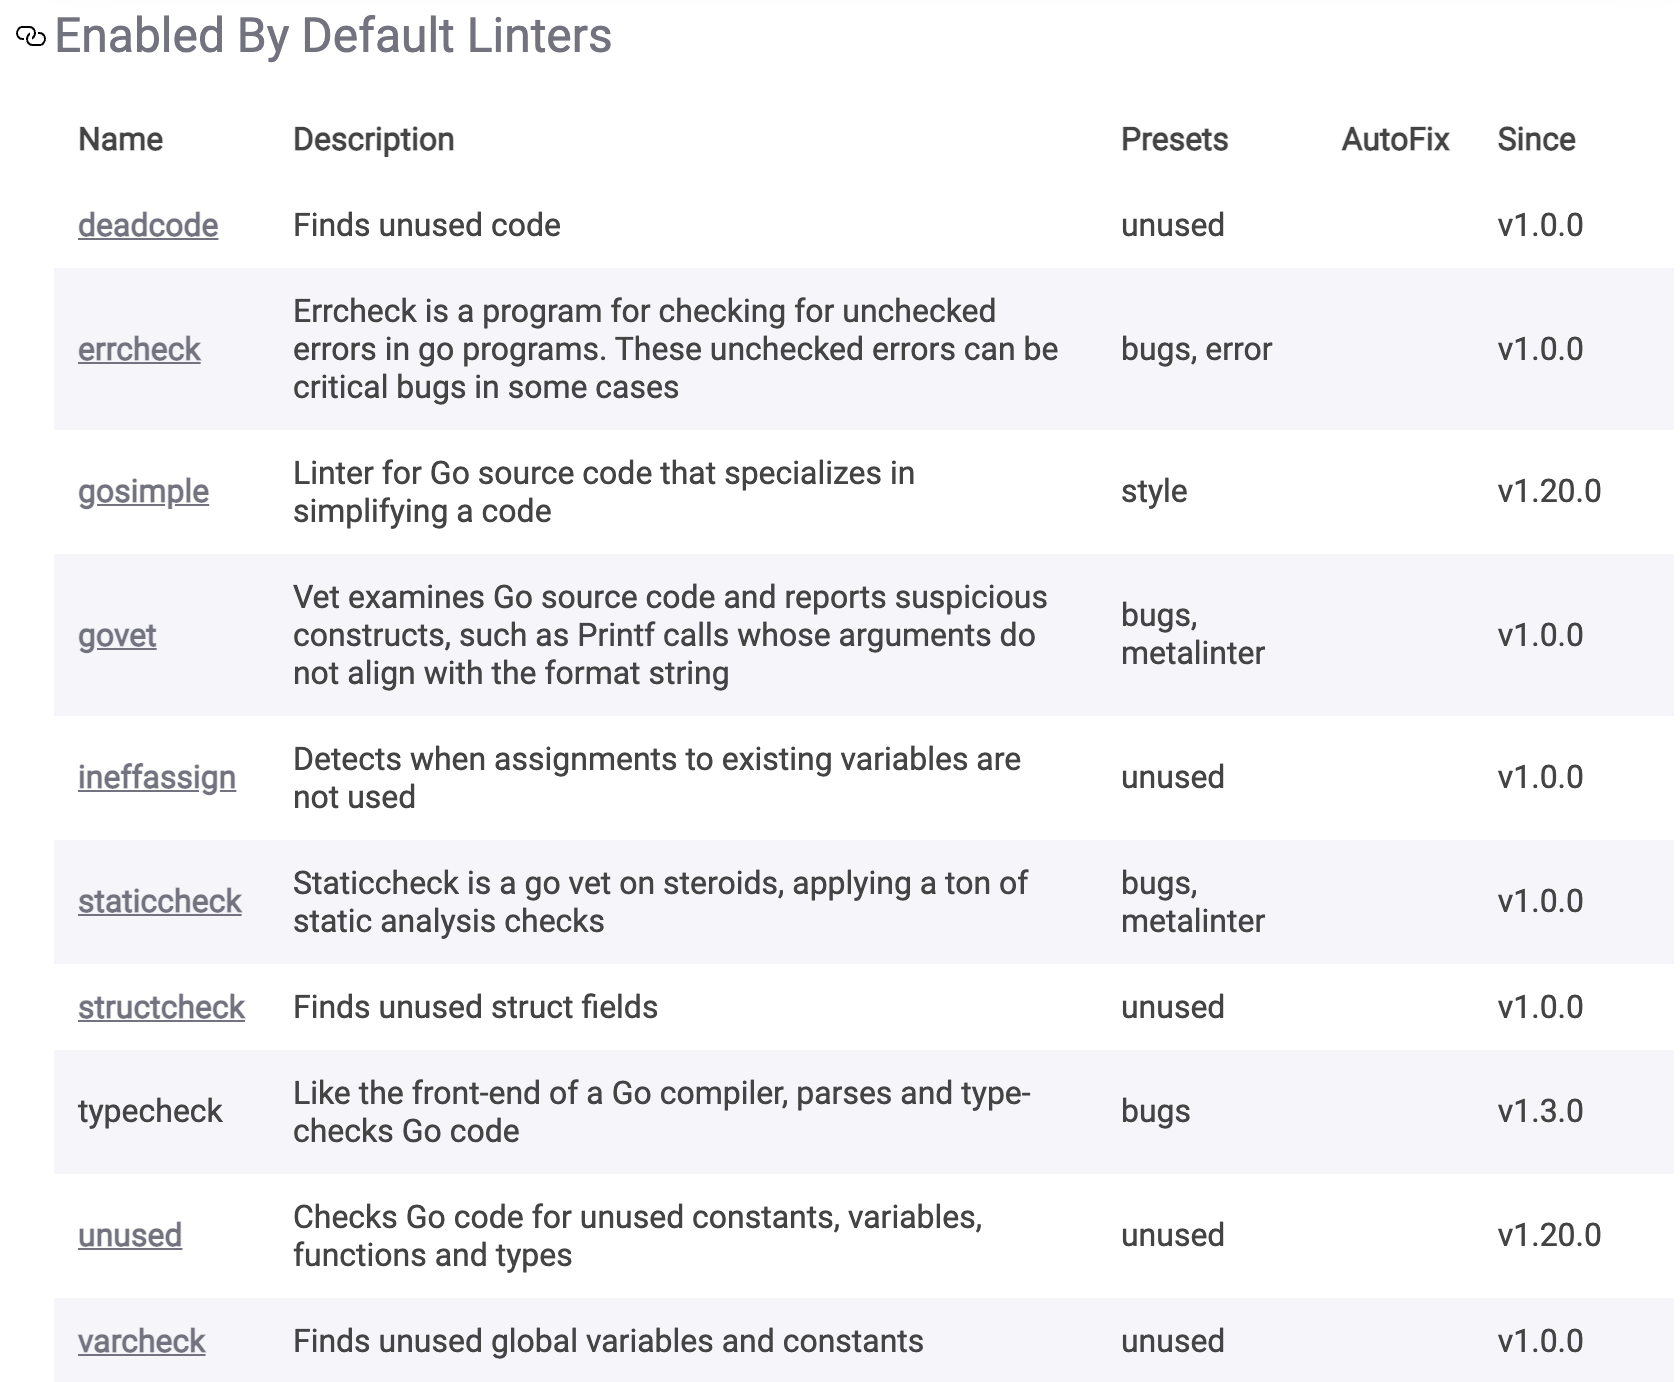 Enabled By Default Linters
Name Description Presets AutoFix Since
deadcode Finds unused code unused v1.0.0
Errcheck is a program for checking for unchecked
errcheck errors in go programs. These unchecked errors can be bugs, error v1.0.0
critical bugs in some cases
Linter for Go source code that specializes in
gosimple style v1.20.0
simplifying a code
Vet examines Go source code and reports suspicious
bugs,
govet constructs, such as Printf calls whose arguments do v1.0.0
metalinter
not align with the format string
Detects when assignments to existing variables are
ineffassign unused v1.0.0
not used
Staticcheck is a go vet on steroids, applying a ton of bugs,
staticcheck v1.0.0
static analysis checks metalinter
structcheck Finds unused struct fields unused v1.0.0
Like the front-end of a Go compiler, parses and type-
typecheck bugs v1.3.0
checks Go code
Checks Go code for unused constants, variables,
unused unused v1.20.0
functions and types
varcheck Finds unused global variables and constants unused v1.0.0